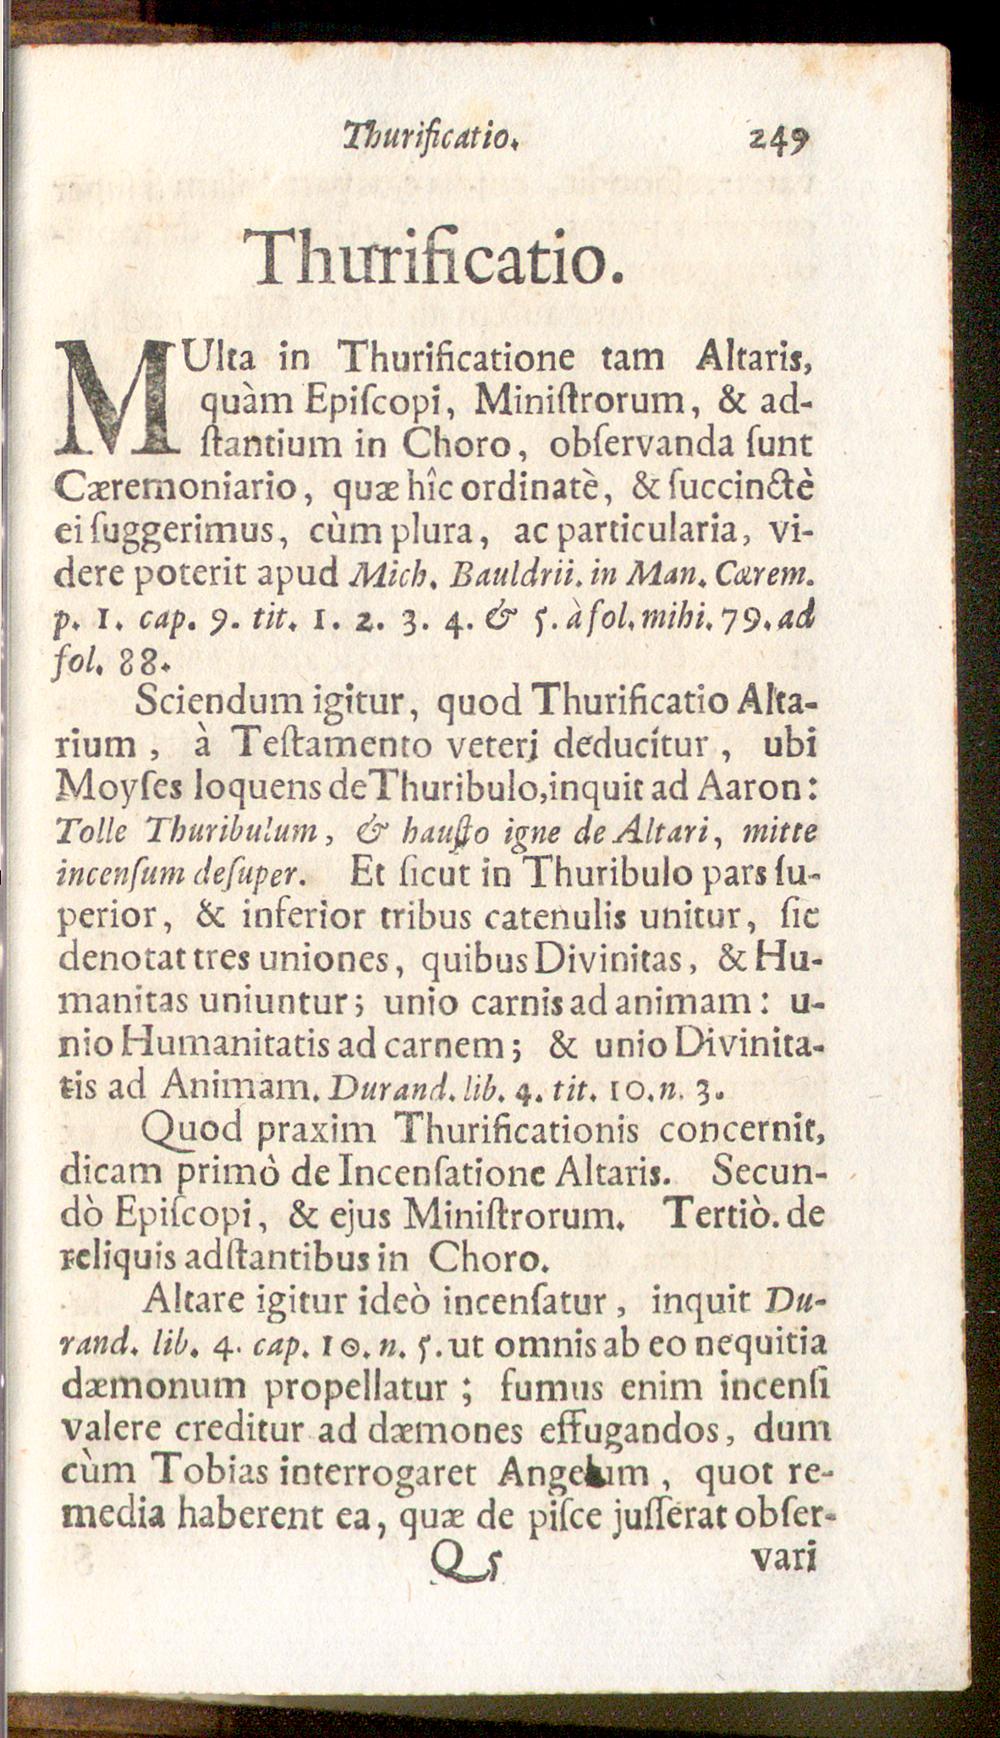 Thurificatio. 249
Thurificatio.
MUlta in Thurificatione tam Altaris,
quàm Epiſcopi, Miniſtrorum, & ad-
ſtantium in Choro, obſervanda ſunt
Cæremoniario, quæ hîc ordinatè, & ſuccinctè
ei ſuggerimus, cùm plura, ac particularia, vi-
dere poterit apud Mich. Bauldrii. in Man. Cærem.
p. 1. cap. 9. tit. 1. 2. 3. 4. & 5. à fol. mihi. 79. ad
fol. 88.
Sciendum igitur, quod Thurificatio Alta-
rium, à Teſtamento veteri deducitur, ubi
Moyſes loquens de Thuribulo, inquit ad Aaron:
Tolle Thuribulum, & hauſto igne de Altari, mitte
incenſum deſuper. Et ſicut in Thuribulo pars ſu-
perior, & inferior tribus catenulis unitur, ſic
denotat tres uniones, quibus Divinitas, & Hu-
manitas uniuntur; unio carnis ad animam: u-
nio Humanitatis ad carnem; & unio Divinita-
tis ad Animam. Durand. lib. 4. tit. 10. n. 3.
Quod praxim Thurificationis concernit,
dicam primò de Incenſatione Altaris. Secun-
dò Epiſcopi, & ejus Miniſtrorum. Tertiò. de
reliquis adſtantibus in Choro.
Altare igitur ideò incenſatur, inquit Du-
rand. lib. 4. cap. 10. n. 5. ut omnis ab eo nequitia
dæmonum propellatur; fumus enim incenſi
valere creditur ad dæmones effugandos, dum
cùm Tobias interrogaret Angelum, quot re-
media haberent ea, quæ de piſce juſſerat obſer-
Q5 vari